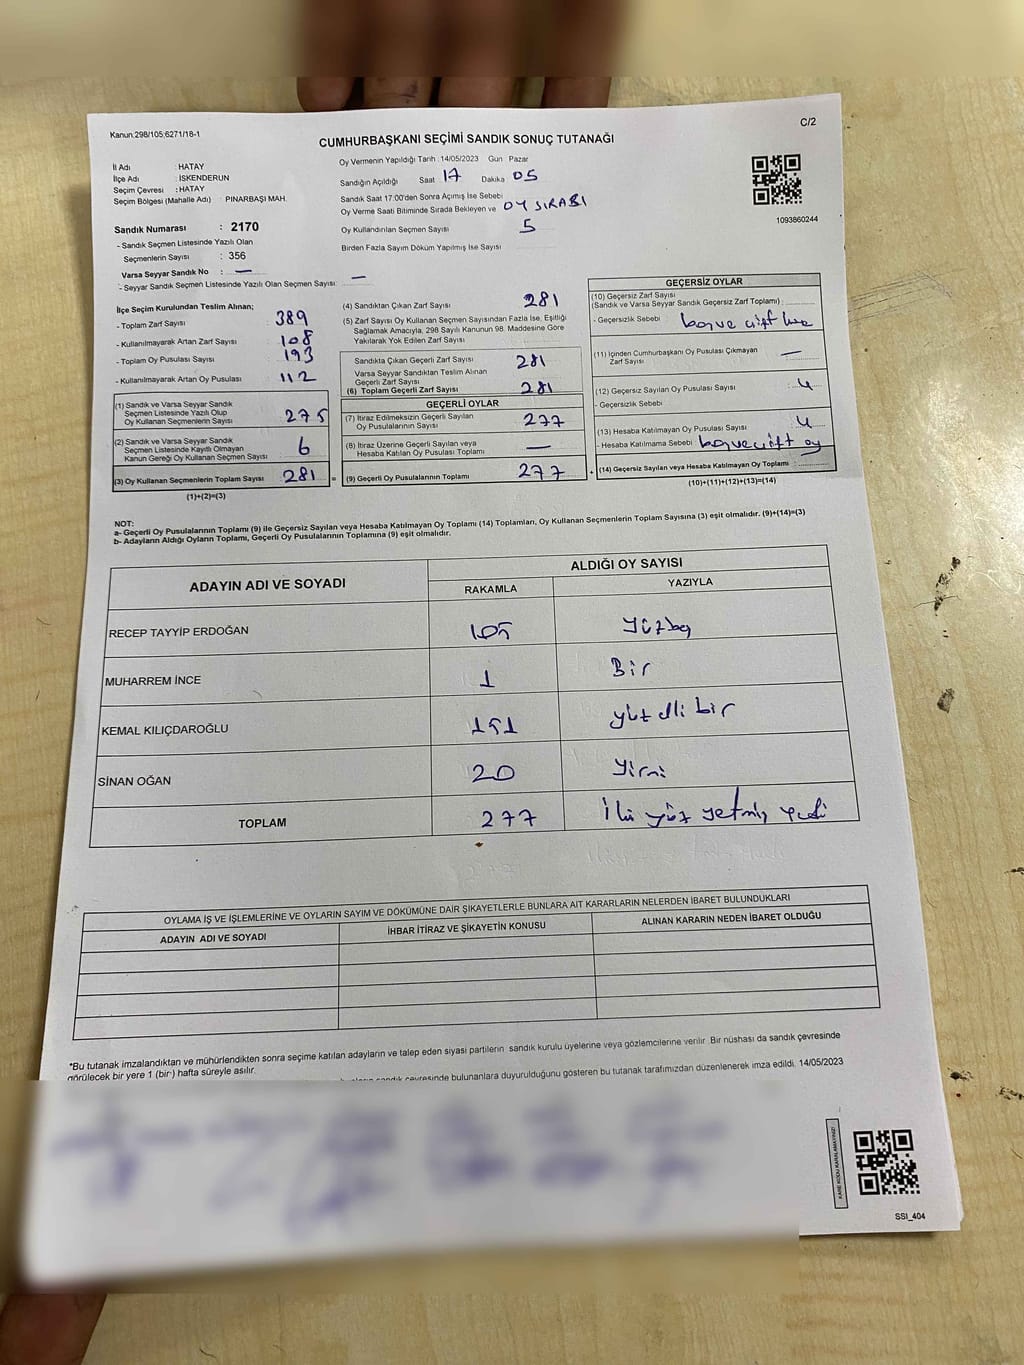 Kanun:298/105;6271/18-1
C/2
CUMHURBAŞKANI SEÇİMİ SANDIK SONUÇ TUTANAĞI
İl Adı : HATAY
İlçe Adı : İSKENDERUN
Seçim Çevresi : HATAY
Seçim Bölgesi (Mahalle Adı) : PINARBAŞI MAH.
Sandık Numarası : 2170
- Sandık Seçmen Listesinde Yazılı Olan
Seçmenlerin Sayısı : 356
Varsa Seyyar Sandık No : —
- Seyyar Sandık Seçmen Listesinde Yazılı Olan Seçmen Sayısı: —
Oy Vermenin Yapıldığı Tarih :14/05/2023 Gün Pazar
Sandığın Açıldığı Saat 17 Dakika 05
Sandık Saat 17:00'den Sonra Açımış İse Sebebi
Oy Verme Saati Bitiminde Sırada Bekleyen ve OY SIRASI
Oy Kullandırılan Seçmen Sayısı 5
Birden Fazla Sayım Döküm Yapılmış İse Sayısı
1093860244
İlçe Seçim Kurulundan Teslim Alınan;
- Toplam Zarf Sayısı : 389
- Kullanılmayarak Artan Zarf Sayısı : 108
- Toplam Oy Pusulası Sayısı : 193
- Kullanılmayarak Artan Oy Pusulası : 112
(1) Sandık ve Varsa Seyyar Sandık
Seçmen Listesinde Yazılı Olup
Oy Kullanan Seçmenlerin Sayısı 275
(2) Sandık ve Varsa Seyyar Sandık
Seçmen Listesinde Kayıtlı Olmayan
Kanun Gereği Oy Kullanan Seçmen Sayısı 6
(3) Oy Kullanan Seçmenlerin Toplam Sayısı 281 =
(1)+(2)=(3)
(4) Sandıktan Çıkan Zarf Sayısı 281
(5) Zarf Sayısı Oy Kullanan Seçmen Sayısından Fazla İse, Eşitliği
Sağlamak Amacıyla, 298 Sayılı Kanunun 98. Maddesine Göre
Yakılarak Yok Edilen Zarf Sayısı
Sandıkta Çıkan Geçerli Zarf Sayısı 281
Varsa Seyyar Sandıktan Teslim Alınan
Geçerli Zarf Sayısı
(6) Toplam Geçerli Zarf Sayısı 281
GEÇERLİ OYLAR
(7) İtiraz Edilmeksizin Geçerli Sayılan
Oy Pusulalarının Sayısı 277
(8) İtiraz Üzerine Geçerli Sayılan veya
Hesaba Katılan Oy Pusulası Toplamı —
(9) Geçerli Oy Pusulalarının Toplamı 277 +
GEÇERSİZ OYLAR
(10) Geçersiz Zarf Sayısı
(Sandık ve Varsa Seyyar Sandık Geçersiz Zarf Toplamı) :
- Geçersizlik Sebebi : boş ve çift
(11) İçinden Cumhurbaşkanı Oy Pusulası Çıkmayan
Zarf Sayısı —
(12) Geçersiz Sayılan Oy Pusulası Sayısı : 4
- Geçersizlik Sebebi
(13) Hesaba Katılmayan Oy Pusulası Sayısı 4
- Hesaba Katılmama Sebebi boş ve çift oy
(14) Geçersiz Sayılan veya Hesaba Katılmayan Oy Toplamı :
(10)+(11)+(12)+(13)=(14)
NOT:
a- Geçerli Oy Pusulalarının Toplamı (9) ile Geçersiz Sayılan veya Hesaba Katılmayan Oy Toplamı (14) Toplamları, Oy Kullanan Seçmenlerin Toplam Sayısına (3) eşit olmalıdır. (9)+(14)=(3)
b- Adayların Aldığı Oyların Toplamı, Geçerli Oy Pusulalarının Toplamına (9) eşit olmalıdır.
ADAYIN ADI VE SOYADI
ALDIĞI OY SAYISI
RAKAMLA YAZIYLA
RECEP TAYYİP ERDOĞAN 105 Yüzbeş
MUHARREM İNCE 1 Bir
KEMAL KILIÇDAROĞLU 151 yüz elli bir
SİNAN OĞAN 20 Yirmi
TOPLAM 277 İki yüz yetmiş yedi
OYLAMA İŞ VE İŞLEMLERİNE VE OYLARIN SAYIM VE DÖKÜMÜNE DAİR ŞİKAYETLERLE BUNLARA AİT KARARLARIN NELERDEN İBARET BULUNDUKLARI
ADAYIN ADI VE SOYADI İHBAR İTİRAZ VE ŞİKAYETİN KONUSU ALINAN KARARIN NEDEN İBARET OLDUĞU
*Bu tutanak imzalandıktan ve mühürlendikten sonra seçime katılan adayların ve talep eden siyasi partilerin sandık kurulu üyelerine veya gözlemcilerine verilir. Bir nüshası da sandık çevresinde
görülecek bir yere 1 (bir) hafta süreyle asılır.
sandık çevresinde bulunanlara duyurulduğunu gösteren bu tutanak tarafımızdan düzenlenerek imza edildi. 14/05/2023
KARE KODU KARALAMAYINIZ!
SSI_404